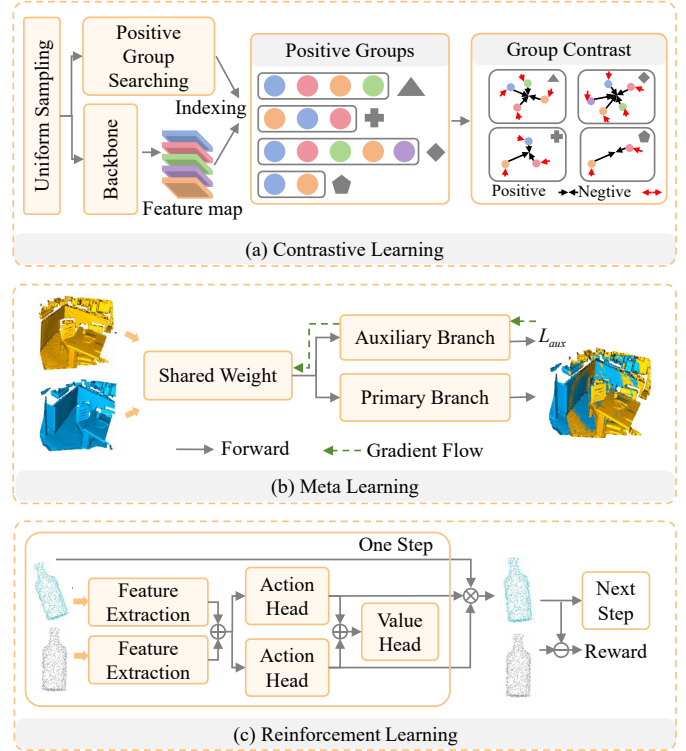 Uniform Sampling
Positive
Group
Searching
Backbone
Indexing
Feature map
Positive Groups
Group Contrast
Positive
Negtive
(a) Contrastive Learning
Shared Weight
Auxiliary Branch
L_aux
Primary Branch
Forward
Gradient Flow
(b) Meta Learning
One Step
Feature
Extraction
Feature
Extraction
Action
Head
Action
Head
Value
Head
Next
Step
Reward
(c) Reinforcement Learning